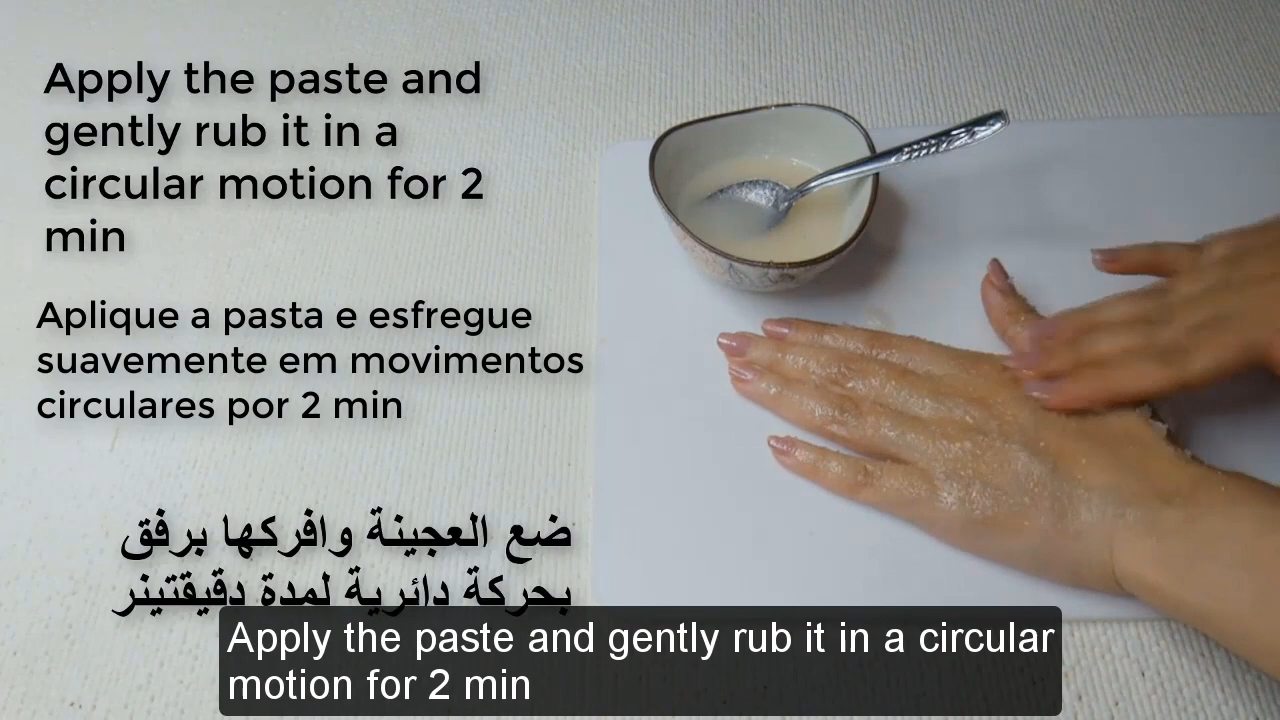 Apply the paste and
gently rub it in a
circular motion for 2
min
Aplique a pasta e esfregue
suavemente em movimentos
circulares por 2 min
ضع العجينة وافركها برفق
بحركة دائرية لمدة دقيقتينر
Apply the paste and gently rub it in a circular
motion for 2 min